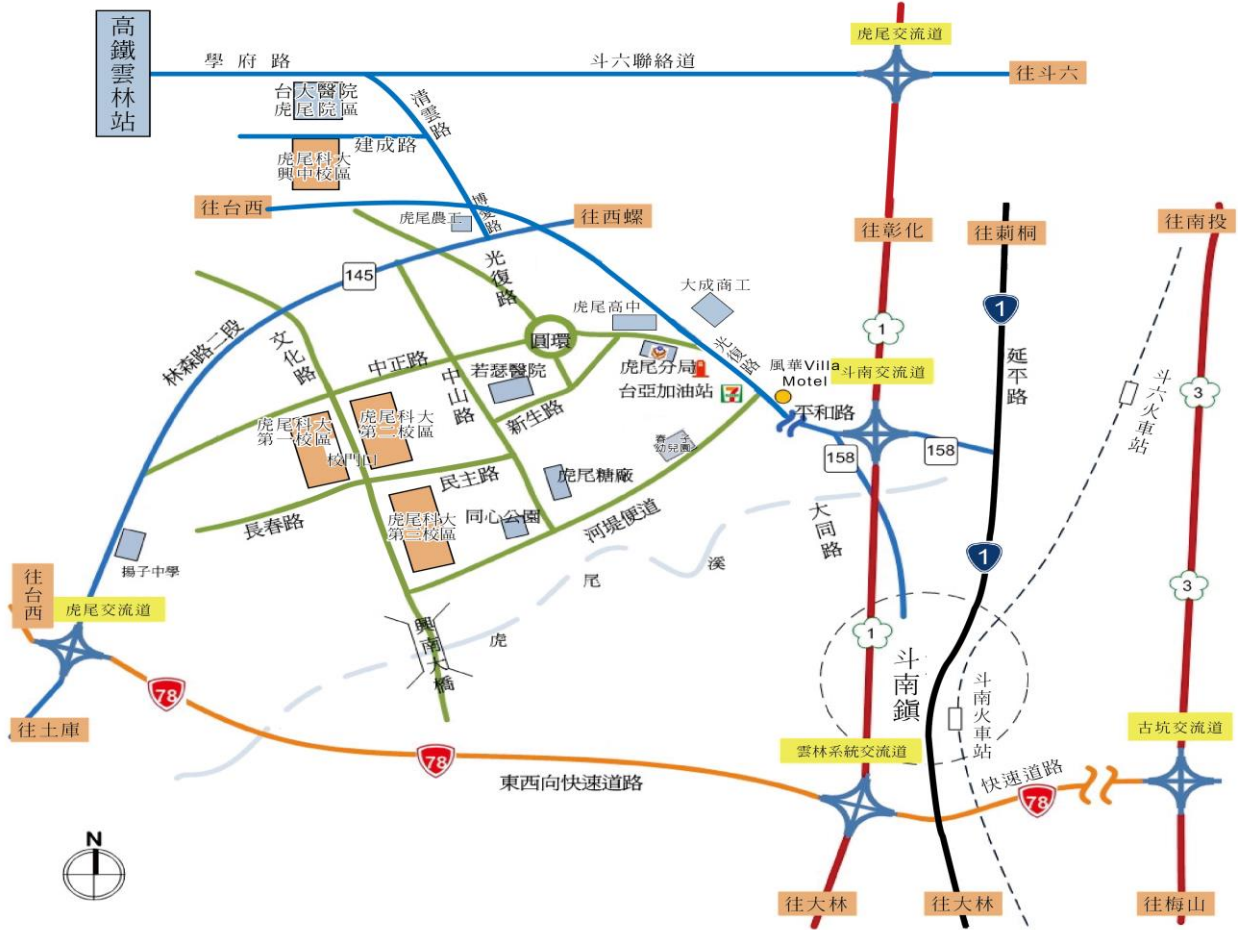 高鐵雲林站
學府路
斗六聯絡道
虎尾交流道
往斗六
台大醫院
虎尾院區
清雲路
建成路
虎尾科大
興中校區
往台西
博愛路
往西螺
虎尾農工
往彰化
往莿桐
往南投
145
光復路
大成商工
虎尾高中
1
1
林森路二段
文化路
中正路
中山路
圓環
若瑟醫院
虎尾分局
台亞加油站
光復路
風華Villa
Motel
斗南交流道
延平路
斗六火車站
3
7
新生路
平和路
158
158
虎尾科大
第一校區
校門口
虎尾科大
第二校區
幼兒園
民主路
虎尾糖廠
長春路
虎尾科大
第三校區
同心公園
河堤便道
大同路
揚子中學
虎尾溪
1
3
往台西
虎尾交流道
興南大橋
1
斗南鎮
斗南火車站
78
往土庫
78
東西向快速道路
雲林系統交流道
快速道路
78
古坑交流道
N
往大林
往大林
往梅山